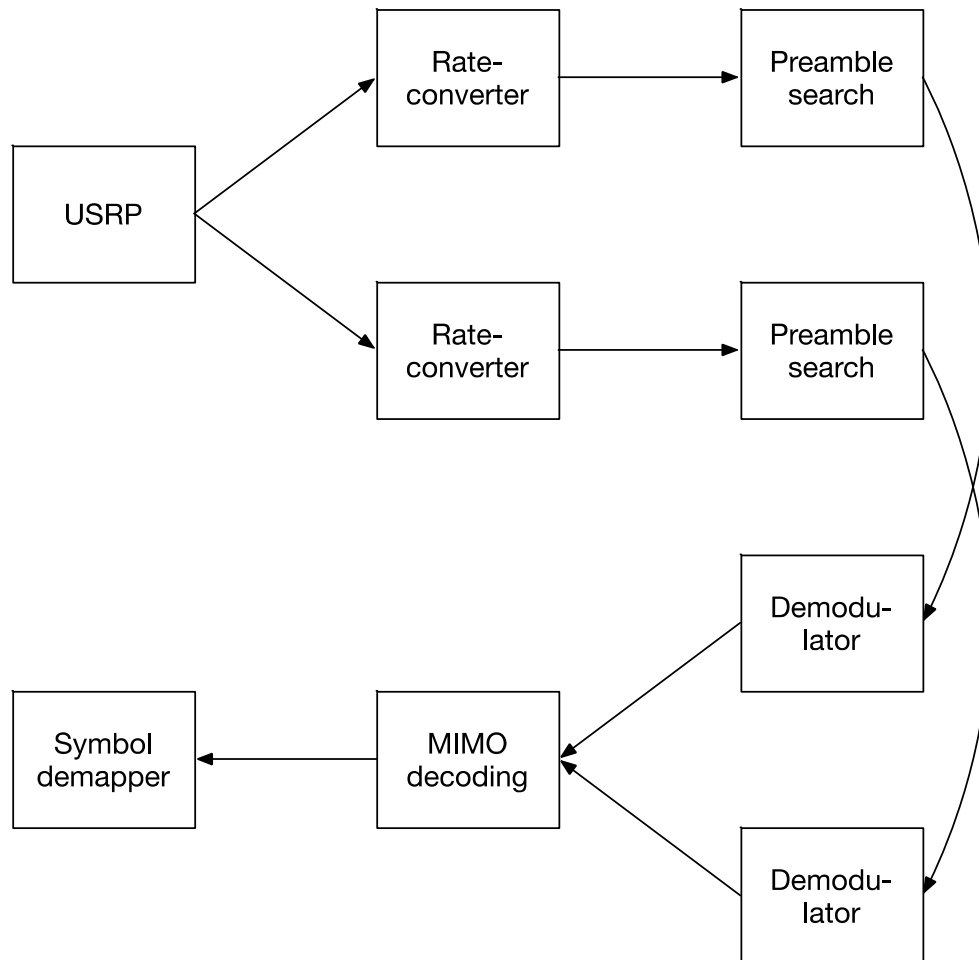 Rate-
converter
Preamble
search
USRP
Rate-
converter
Preamble
search
Demodu-
lator
Symbol
demapper
MIMO
decoding
Demodu-
lator